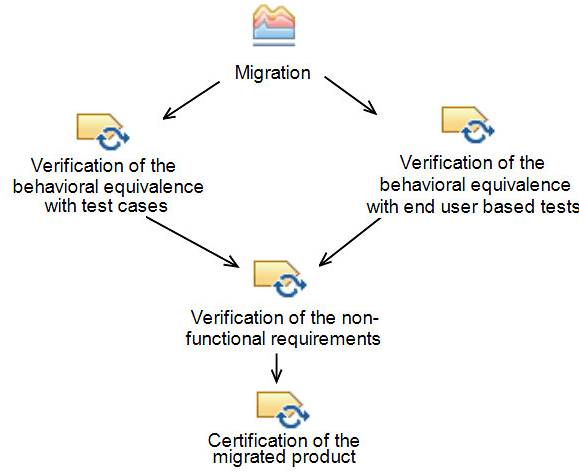 Migration
Verification of the
behavioral equivalence
with test cases
Verification of the
behavioral equivalence
with end user based tests
Verification of the non-
functional requirements
Certification of the
migrated product